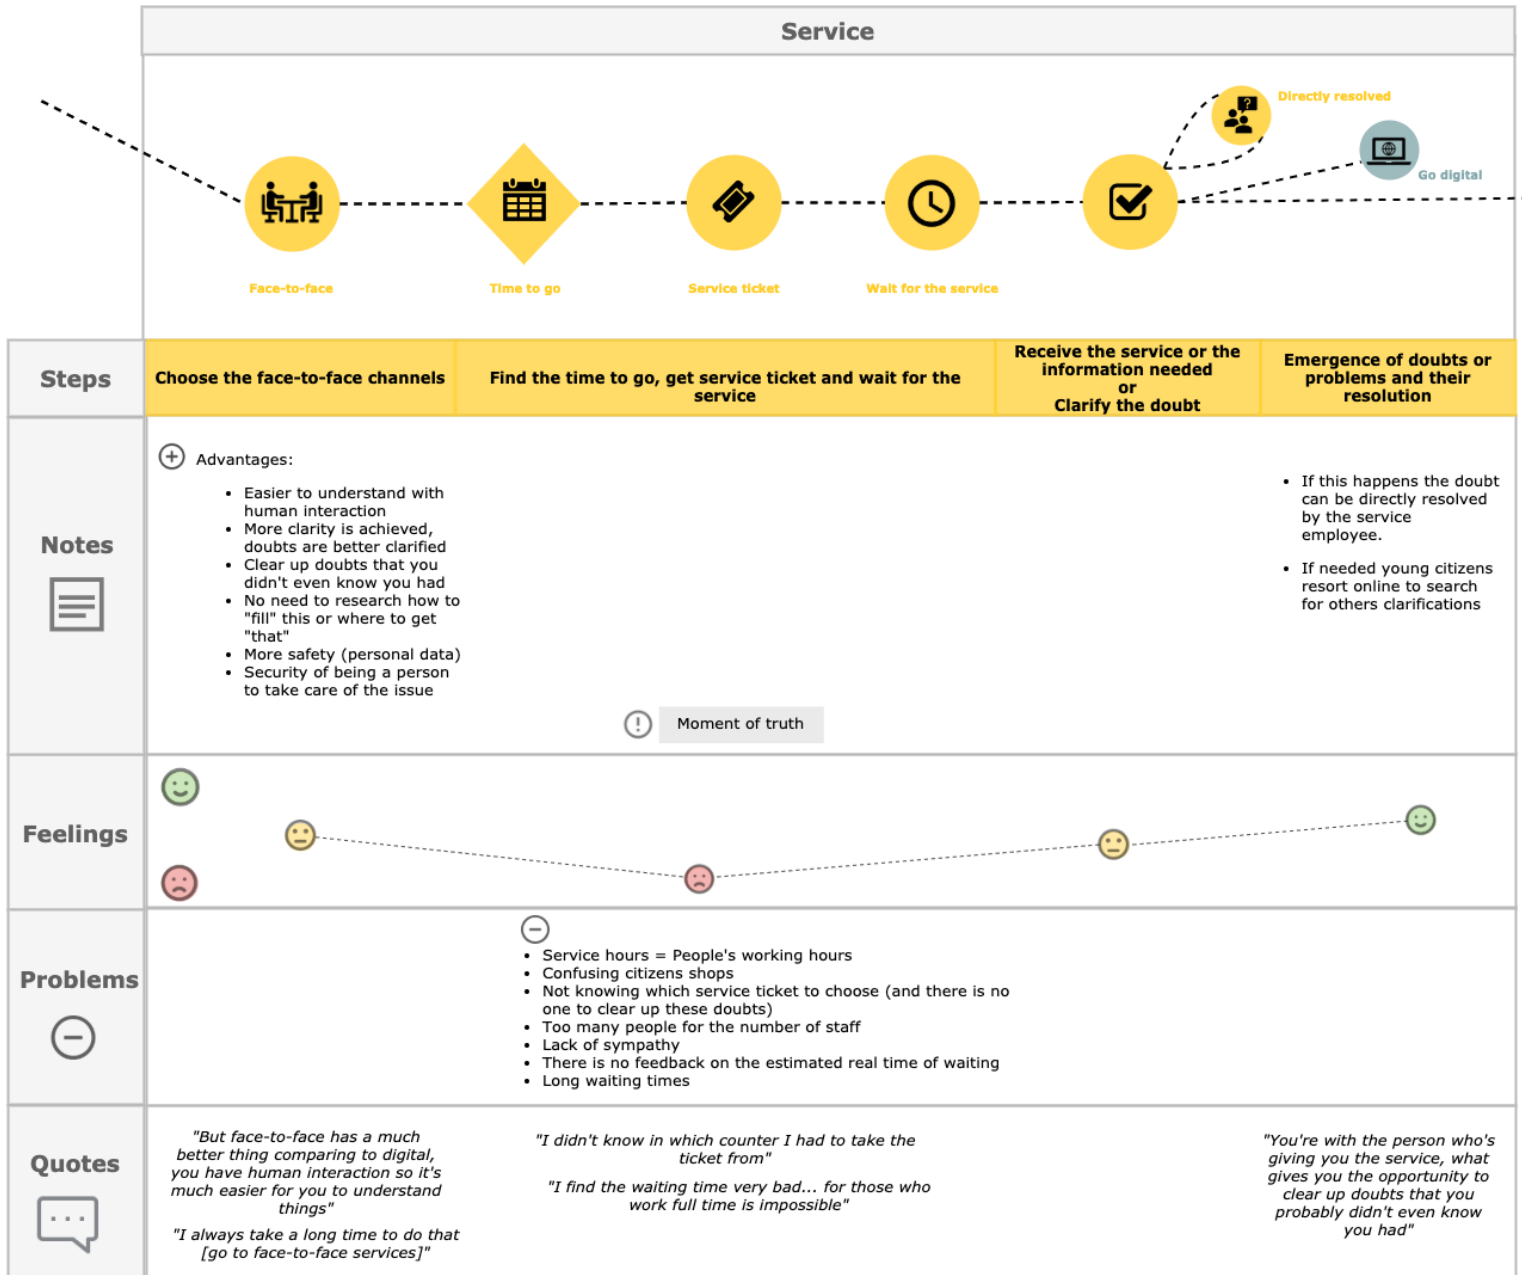 Service
Directly resolved
Go digital
Face-to-face
Time to go
Service ticket
Wait for the service
Steps
Choose the face-to-face channels
Find the time to go, get service ticket and wait for the
service
Receive the service or the
information needed
or
Clarify the doubt
Emergence of doubts or
problems and their
resolution
Notes
Advantages:
• Easier to understand with
human interaction
• More clarity is achieved,
doubts are better clarified
• Clear up doubts that you
didn't even know you had
• No need to research how to
"fill" this or where to get
"that"
• More safety (personal data)
• Security of being a person
to take care of the issue
Moment of truth
• If this happens the doubt
can be directly resolved
by the service
employee.
• If needed young citizens
resort online to search
for others clarifications
Feelings
Problems
• Service hours = People's working hours
• Confusing citizens shops
• Not knowing which service ticket to choose (and there is no
one to clear up these doubts)
• Too many people for the number of staff
• Lack of sympathy
• There is no feedback on the estimated real time of waiting
• Long waiting times
Quotes
"But face-to-face has a much
better thing comparing to digital,
you have human interaction so it's
much easier for you to understand
things"
"I always take a long time to do that
[go to face-to-face services]"
"I didn't know in which counter I had to take the
ticket from"
"I find the waiting time very bad... for those who
work full time is impossible"
"You're with the person who's
giving you the service, what
gives you the opportunity to
clear up doubts that you
probably didn't even know
you had"